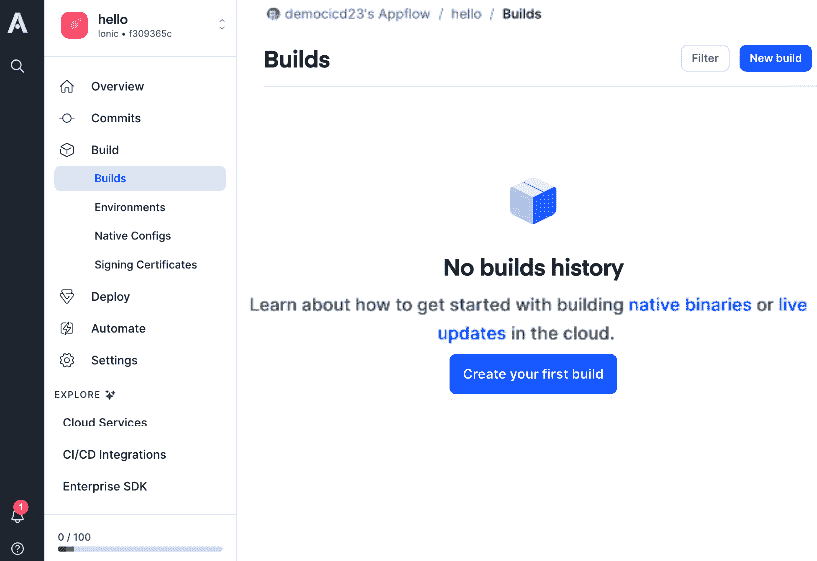 hello
Ionic • f309365c
Overview
Commits
Build
Builds
Environments
Native Configs
Signing Certificates
Deploy
Automate
Settings
EXPLORE
Cloud Services
CI/CD Integrations
Enterprise SDK
1
0 / 100
democicd23's Appflow / hello / Builds
Builds
Filter
New build
No builds history
Learn about how to get started with building native binaries or live
updates in the cloud.
Create your first build